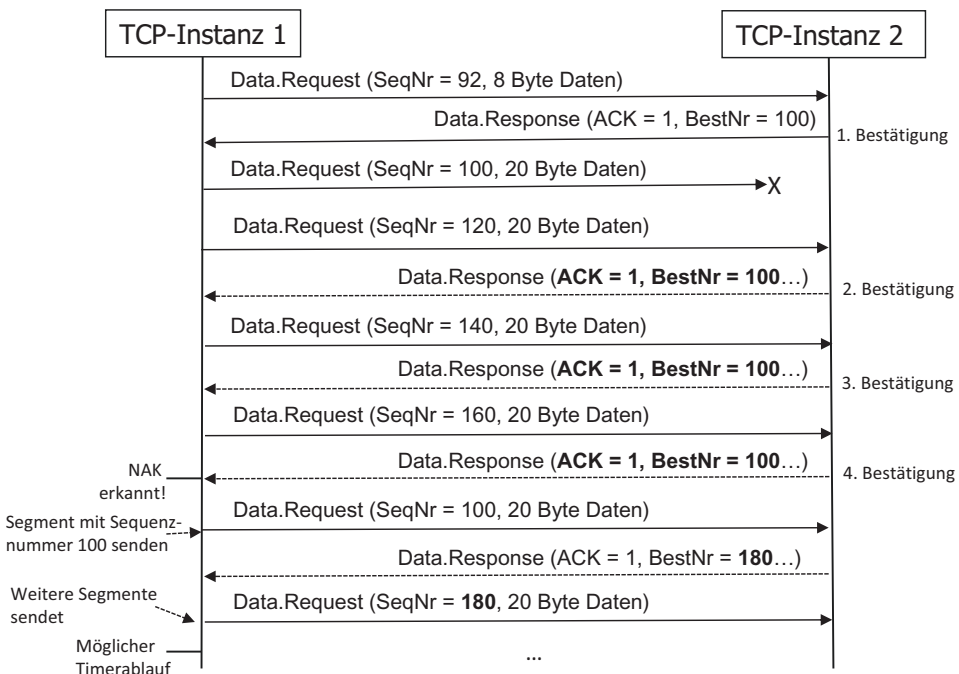 TCP-Instanz 1
TCP-Instanz 2
Data.Request (SeqNr = 92, 8 Byte Daten)
Data.Response (ACK = 1, BestNr = 100)
1. Bestätigung
Data.Request (SeqNr = 100, 20 Byte Daten)
X
Data.Request (SeqNr = 120, 20 Byte Daten)
Data.Response (ACK = 1, BestNr = 100…)
2. Bestätigung
Data.Request (SeqNr = 140, 20 Byte Daten)
Data.Response (ACK = 1, BestNr = 100…)
3. Bestätigung
Data.Request (SeqNr = 160, 20 Byte Daten)
Data.Response (ACK = 1, BestNr = 100…)
4. Bestätigung
NAK
erkannt!
Data.Request (SeqNr = 100, 20 Byte Daten)
Segment mit Sequenz-
nummer 100 senden
Data.Response (ACK = 1, BestNr = 180…)
Weitere Segmente
sendet
Data.Request (SeqNr = 180, 20 Byte Daten)
Möglicher
Timerablauf
...